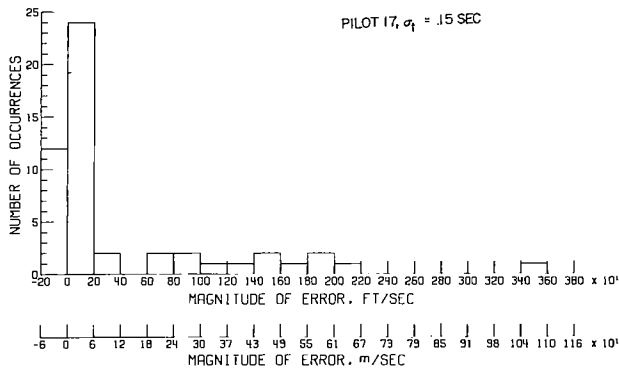 PILOT 17, σt = .15 SEC
25
20
15
10
5
0
NUMBER OF OCCURRENCES
-20 0 20 40 60 80 100 120 140 160 180 200 220 240 260 280 300 320 340 360 380 x 10¹
MAGNITUDE OF ERROR, FT/SEC
-6 0 6 12 18 24 30 37 43 49 55 61 67 73 79 85 91 98 104 110 116 x 10¹
MAGNITUDE OF ERROR, m/SEC